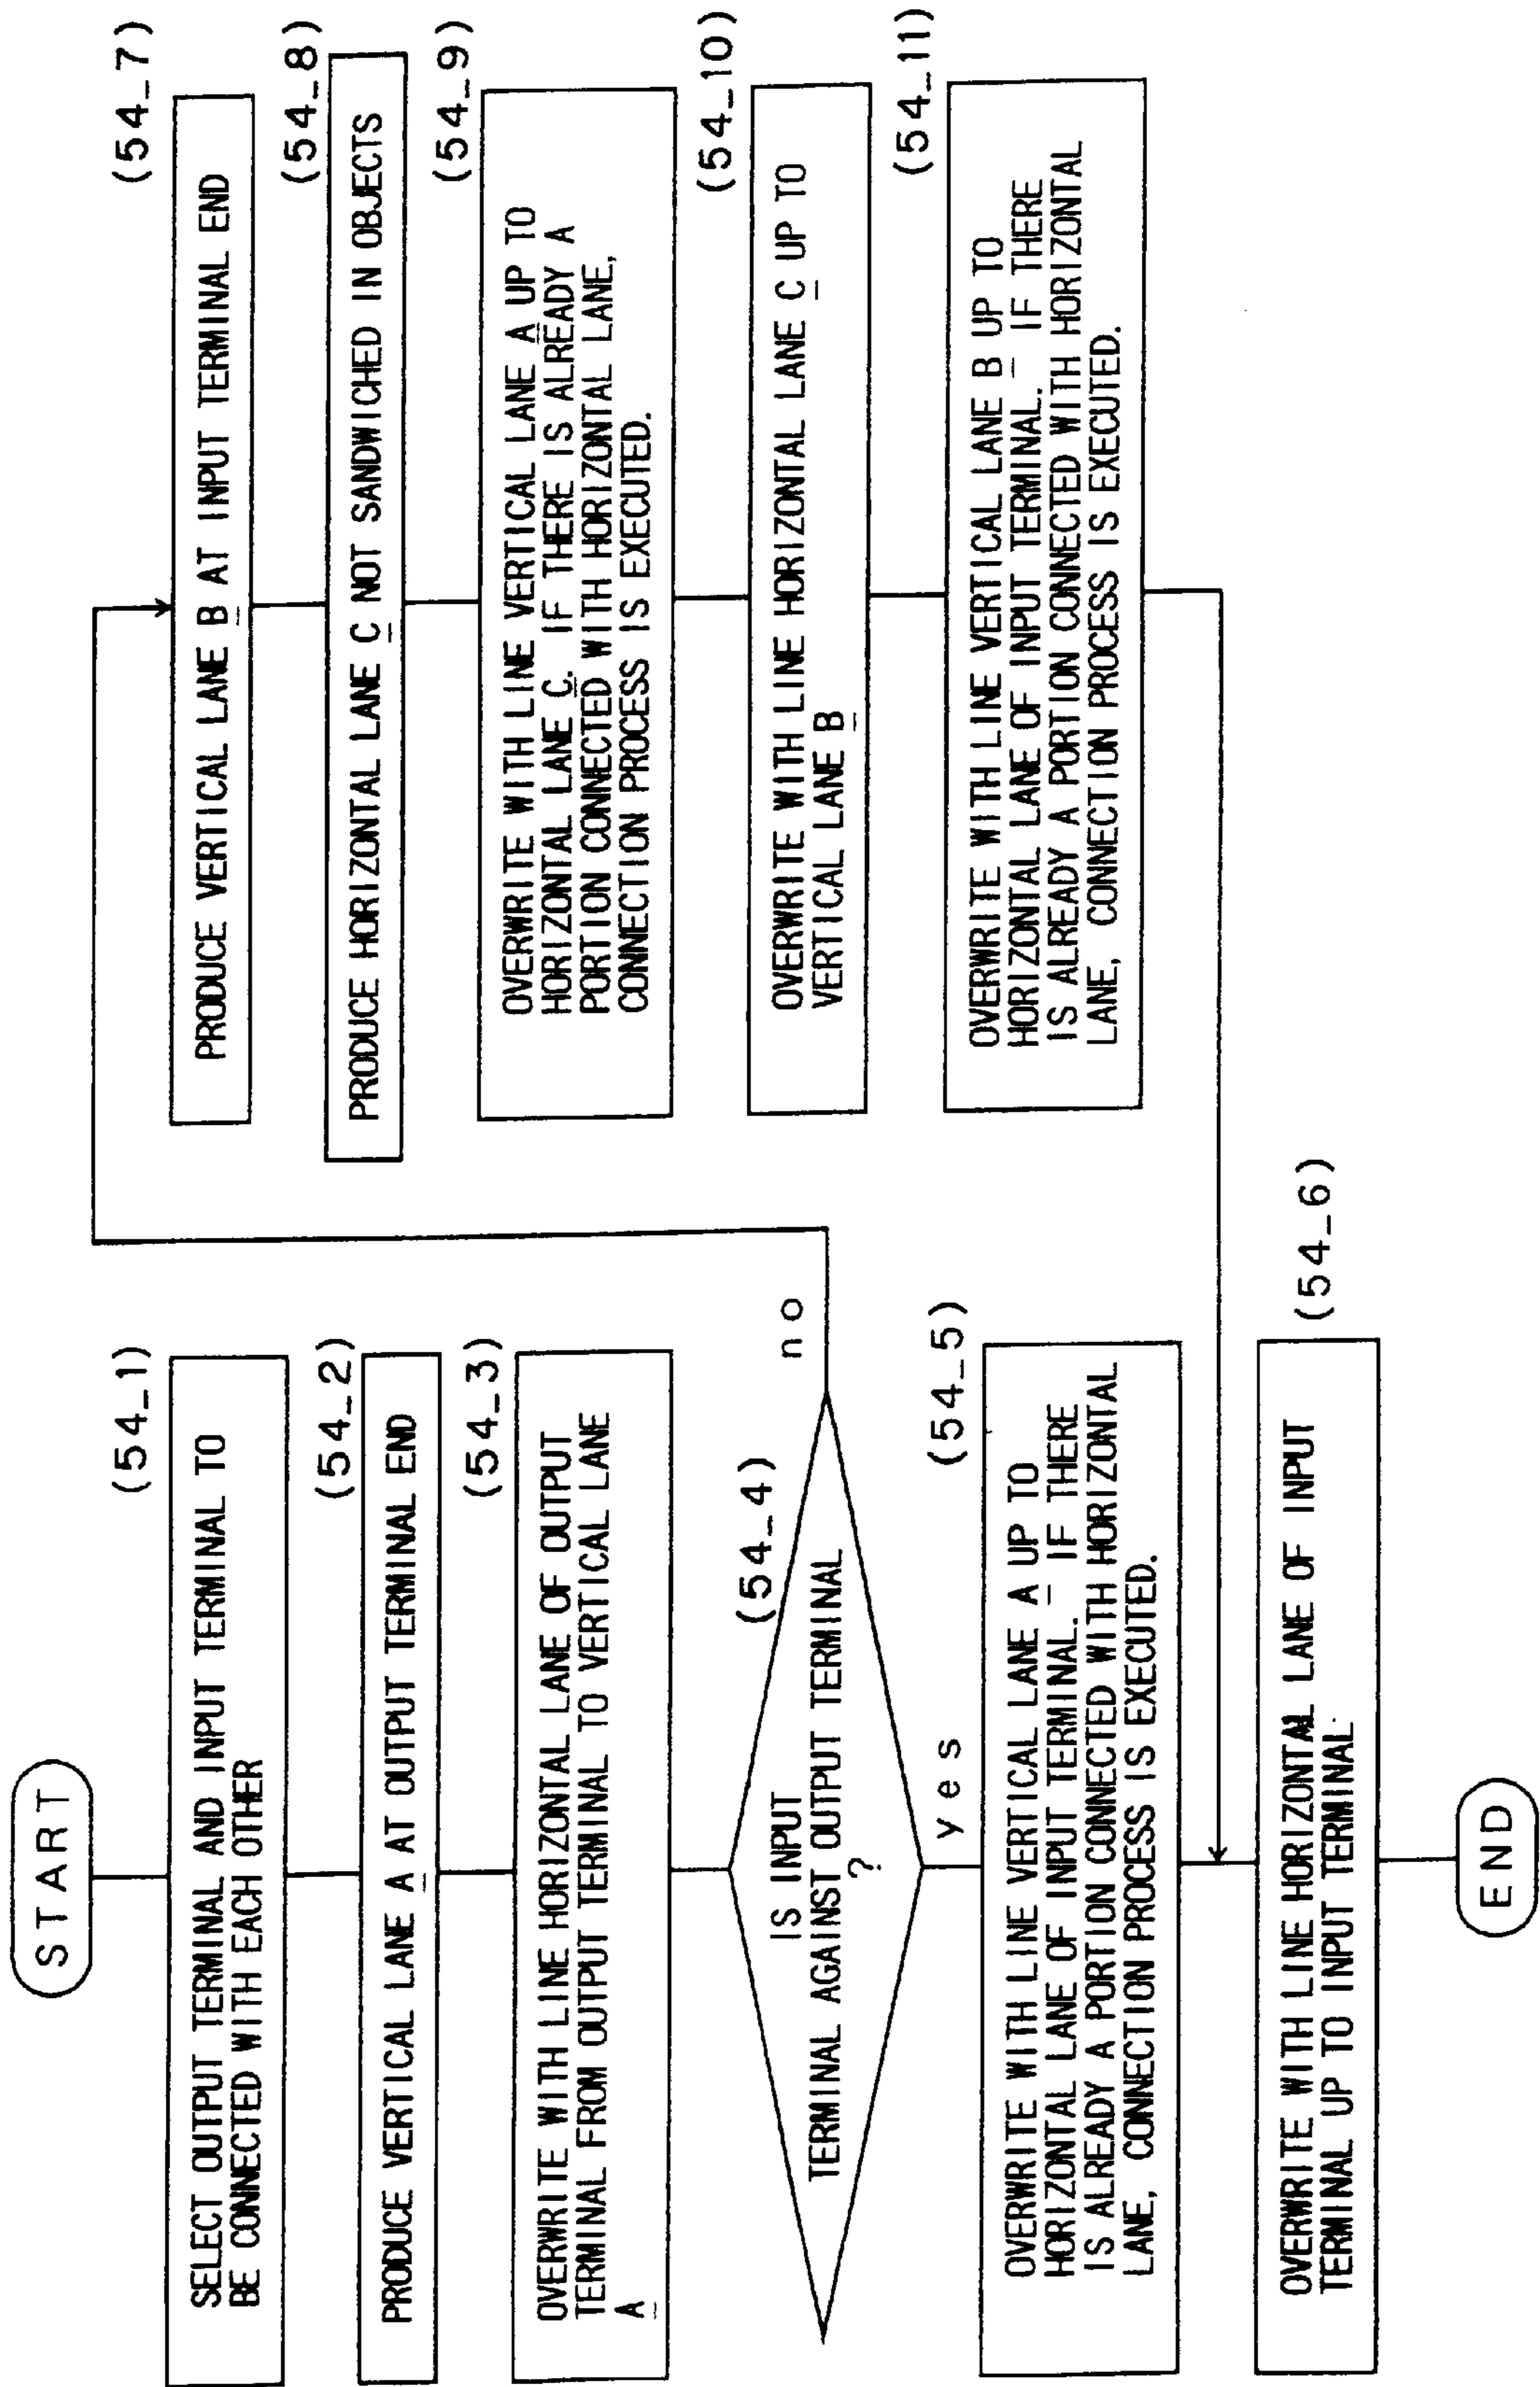 START
(54_1)
SELECT OUTPUT TERMINAL AND INPUT TERMINAL TO
BE CONNECTED WITH EACH OTHER
(54_2)
PRODUCE VERTICAL LANE A AT OUTPUT TERMINAL END
(54_3)
OVERWRITE WITH LINE HORIZONTAL LANE OF OUTPUT
TERMINAL FROM OUTPUT TERMINAL TO VERTICAL LANE
A
(54_4)
IS INPUT
TERMINAL AGAINST OUTPUT TERMINAL
?
no
yes
(54_5)
OVERWRITE WITH LINE VERTICAL LANE A UP TO
HORIZONTAL LANE OF INPUT TERMINAL. IF THERE
IS ALREADY A PORTION CONNECTED WITH HORIZONTAL
LANE, CONNECTION PROCESS IS EXECUTED.
(54_6)
OVERWRITE WITH LINE HORIZONTAL LANE OF INPUT
TERMINAL UP TO INPUT TERMINAL
END
(54_7)
PRODUCE VERTICAL LANE B AT INPUT TERMINAL END
(54_8)
PRODUCE HORIZONTAL LANE C NOT SANDWICHED IN OBJECTS
(54_9)
OVERWRITE WITH LINE VERTICAL LANE A UP TO
HORIZONTAL LANE C. IF THERE IS ALREADY A
PORTION CONNECTED WITH HORIZONTAL LANE,
CONNECTION PROCESS IS EXECUTED.
(54_10)
OVERWRITE WITH LINE HORIZONTAL LANE C UP TO
VERTICAL LANE B
(54_11)
OVERWRITE WITH LINE VERTICAL LANE B UP TO
HORIZONTAL LANE OF INPUT TERMINAL. IF THERE
IS ALREADY A PORTION CONNECTED WITH HORIZONTAL
LANE, CONNECTION PROCESS IS EXECUTED.